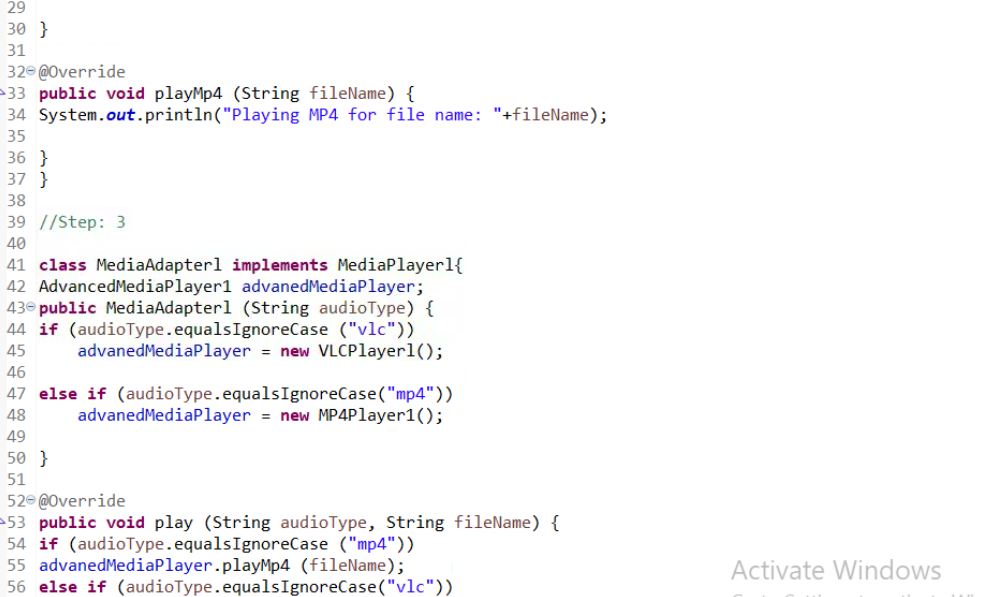 29
30 }
31
32 @Override
33 public void playMp4 (String fileName) {
34 System.out.println("Playing MP4 for file name: "+fileName);
35
36 }
37 }
38
39 //Step: 3
40
41 class MediaAdapterl implements MediaPlayerl{
42 AdvancedMediaPlayer1 advanedMediaPlayer;
43 public MediaAdapterl (String audioType) {
44 if (audioType.equalsIgnoreCase ("vlc"))
45 advanedMediaPlayer = new VLCPlayerl();
46
47 else if (audioType.equalsIgnoreCase("mp4"))
48 advanedMediaPlayer = new MP4Player1();
49
50 }
51
52 @Override
53 public void play (String audioType, String fileName) {
54 if (audioType.equalsIgnoreCase ("mp4"))
55 advanedMediaPlayer.playMp4 (fileName);
56 else if (audioType.equalsIgnoreCase("vlc"))
Activate Windows